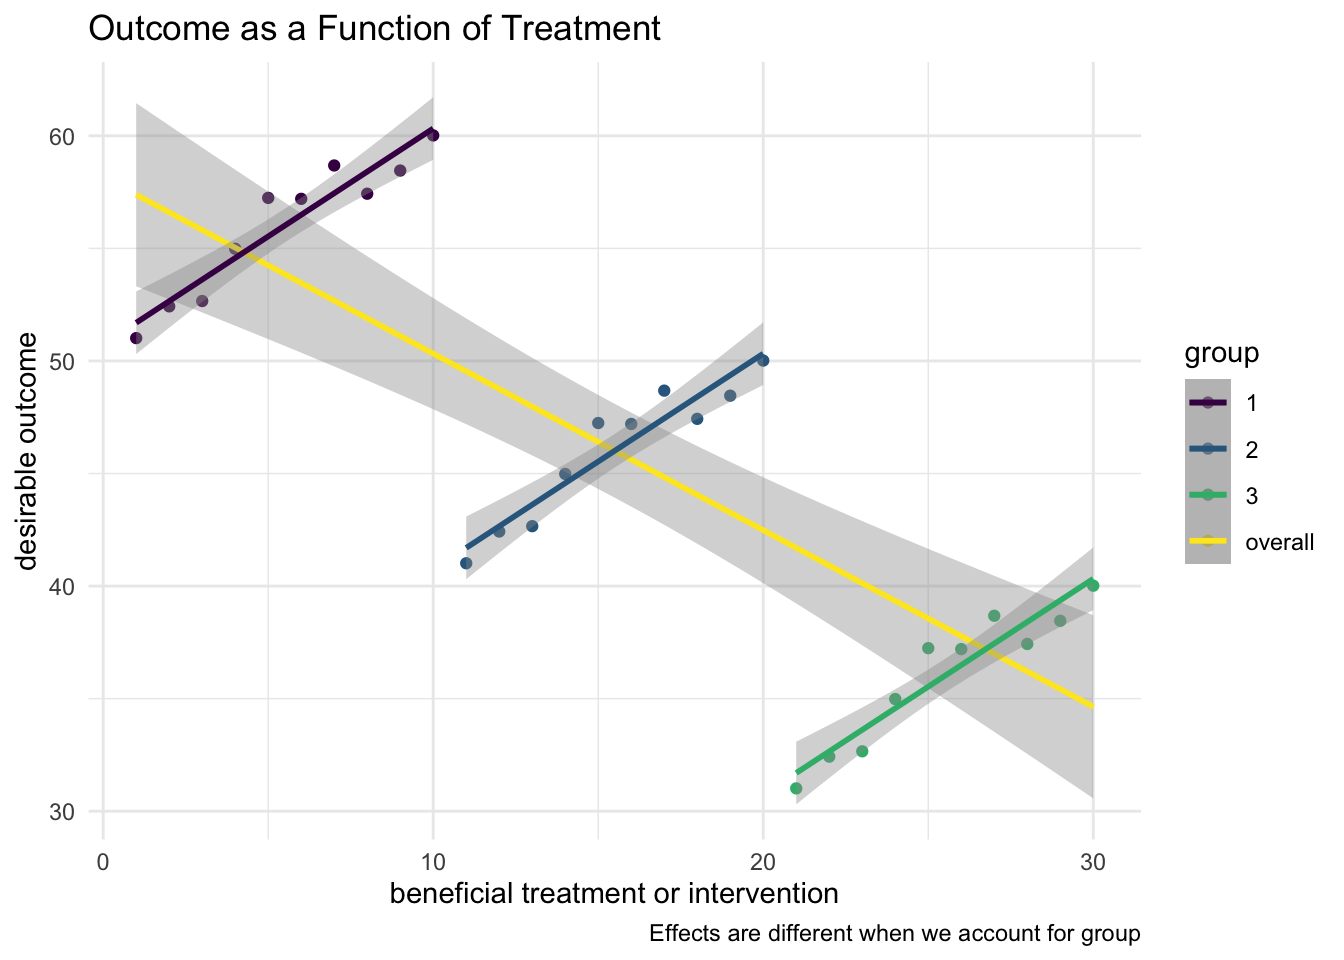 Outcome as a Function of Treatment
60
50
40
30
desirable outcome
0 10 20 30
beneficial treatment or intervention
group
1
2
3
overall
Effects are different when we account for group